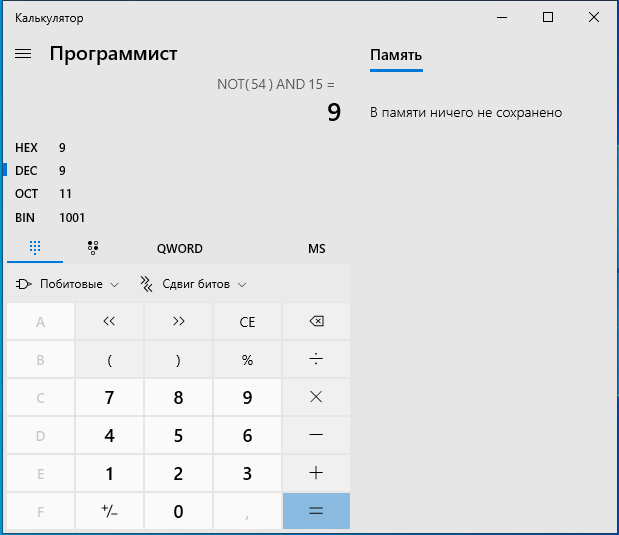 Калькулятор
Программист
Память
NOT( 54 ) AND 15 =
9
В памяти ничего не сохранено
HEX 9
DEC 9
OCT 11
BIN 1001
QWORD MS
Побитовые Сдвиг битов
A << >> CE
B ( ) % ÷
C 7 8 9 ×
D 4 5 6 −
E 1 2 3 +
F +/− 0 , =